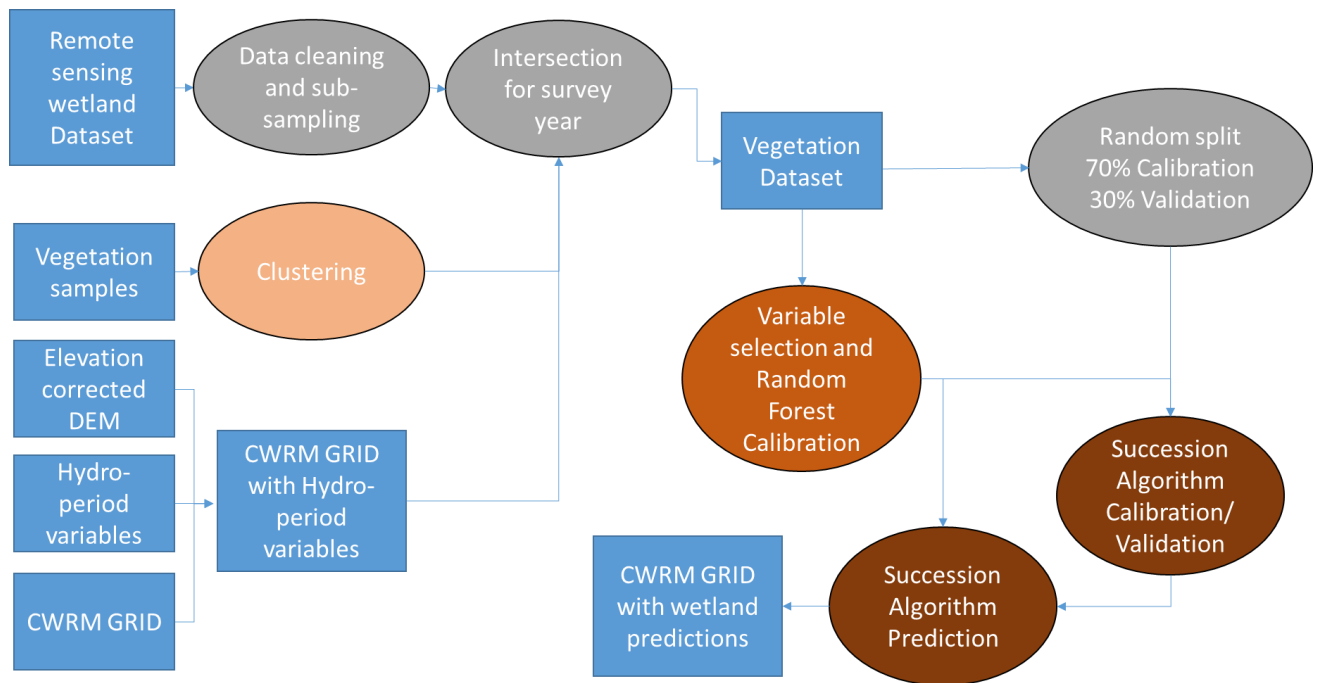 Remote
sensing
wetland
Dataset
Data cleaning
and sub-
sampling
Intersection
for survey
year
Vegetation
Dataset
Random split
70% Calibration
30% Validation
Vegetation
samples
Clustering
Variable
selection and
Random
Forest
Calibration
Elevation
corrected
DEM
Hydro-
period
variables
CWRM GRID
CWRM GRID
with Hydro-
period
variables
Succession
Algorithm
Calibration/
Validation
Succession
Algorithm
Prediction
CWRM GRID
with wetland
predictions